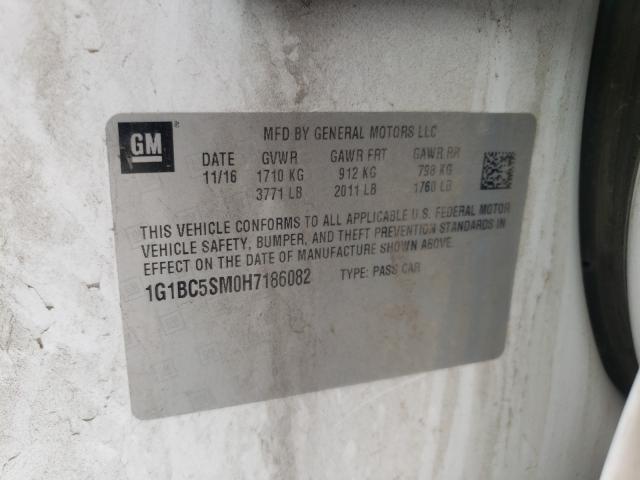 GM
MFD BY GENERAL MOTORS LLC
DATE GVWR GAWR FRT GAWR RR
11/16 1710 KG 912 KG 798 KG
3771 LB 2011 LB 1760 LB
THIS VEHICLE CONFORMS TO ALL APPLICABLE U.S. FEDERAL MOTOR
VEHICLE SAFETY, BUMPER, AND THEFT PREVENTION STANDARDS IN
EFFECT ON THE DATE OF MANUFACTURE SHOWN ABOVE.
1G1BC5SM0H7186082 TYPE: PASS CAR